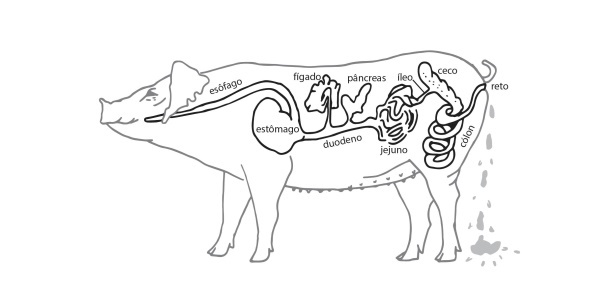 esôfago
estômago
fígado
pâncreas
íleo
ceco
reto
duodeno
jejuno
cólon